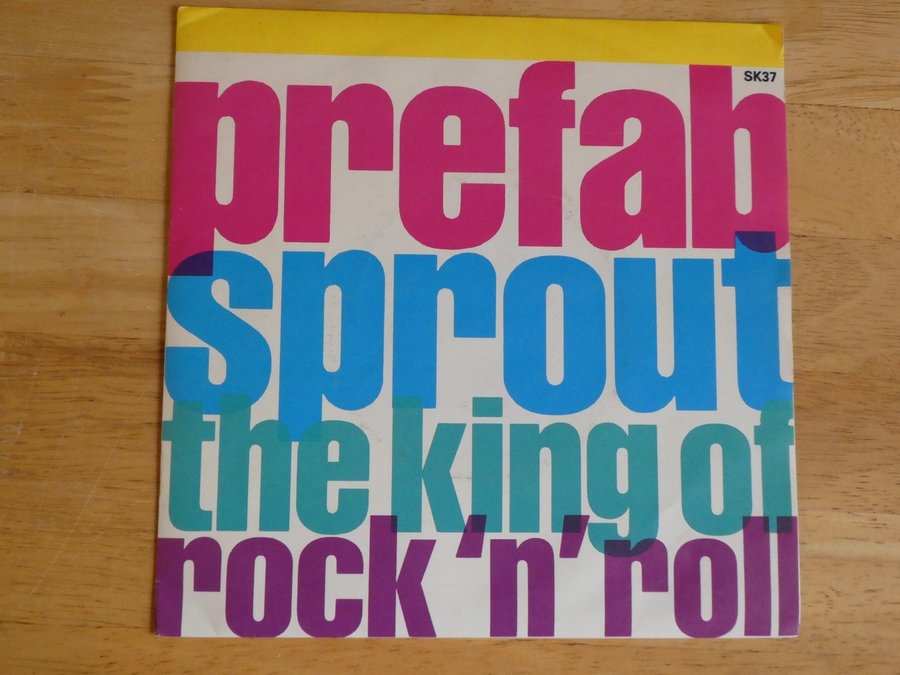 SK37
prefab
sprout
the king of
rock 'n' roll